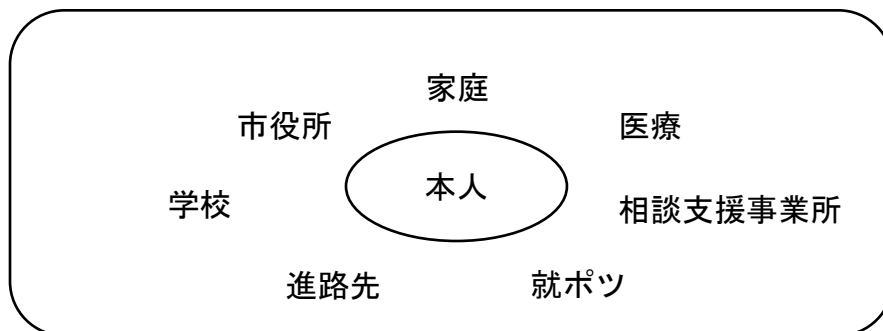 家庭
市役所
医療
本人
学校
相談支援事業所
進路先
就ポツ